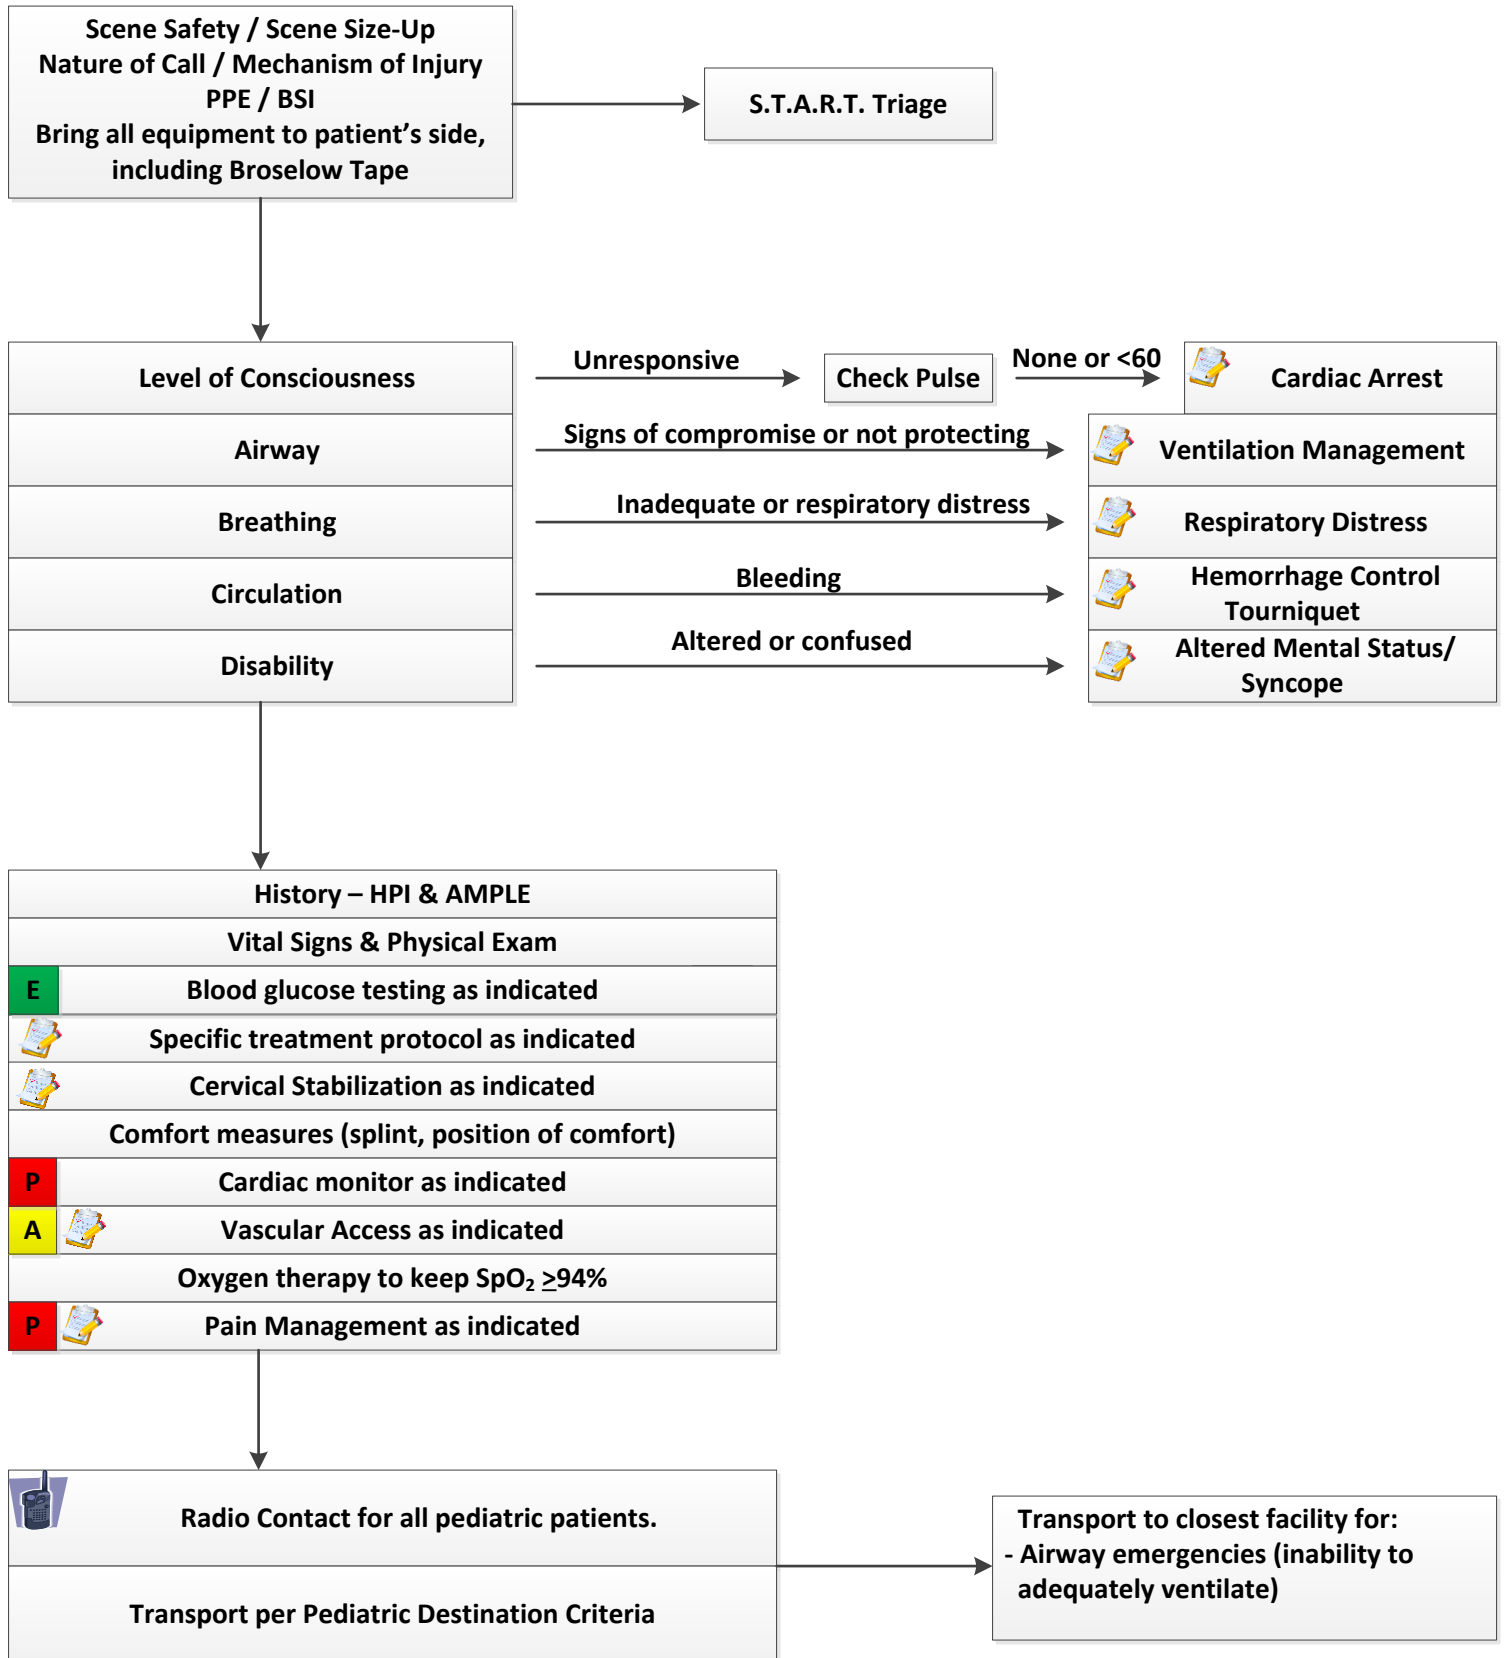 Scene Safety / Scene Size-Up
Nature of Call / Mechanism of Injury
PPE / BSI
Bring all equipment to patient's side,
including Broselow Tape
S.T.A.R.T. Triage
Level of Consciousness
Unresponsive
Check Pulse
None or <60
Cardiac Arrest
Airway
Signs of compromise or not protecting
Ventilation Management
Breathing
Inadequate or respiratory distress
Respiratory Distress
Circulation
Bleeding
Hemorrhage Control
Tourniquet
Disability
Altered or confused
Altered Mental Status/
Syncope
History – HPI & AMPLE
Vital Signs & Physical Exam
E Blood glucose testing as indicated
Specific treatment protocol as indicated
Cervical Stabilization as indicated
Comfort measures (splint, position of comfort)
P Cardiac monitor as indicated
A Vascular Access as indicated
Oxygen therapy to keep SpO₂ ≥94%
P Pain Management as indicated
Radio Contact for all pediatric patients.
Transport per Pediatric Destination Criteria
Transport to closest facility for:
- Airway emergencies (inability to
adequately ventilate)